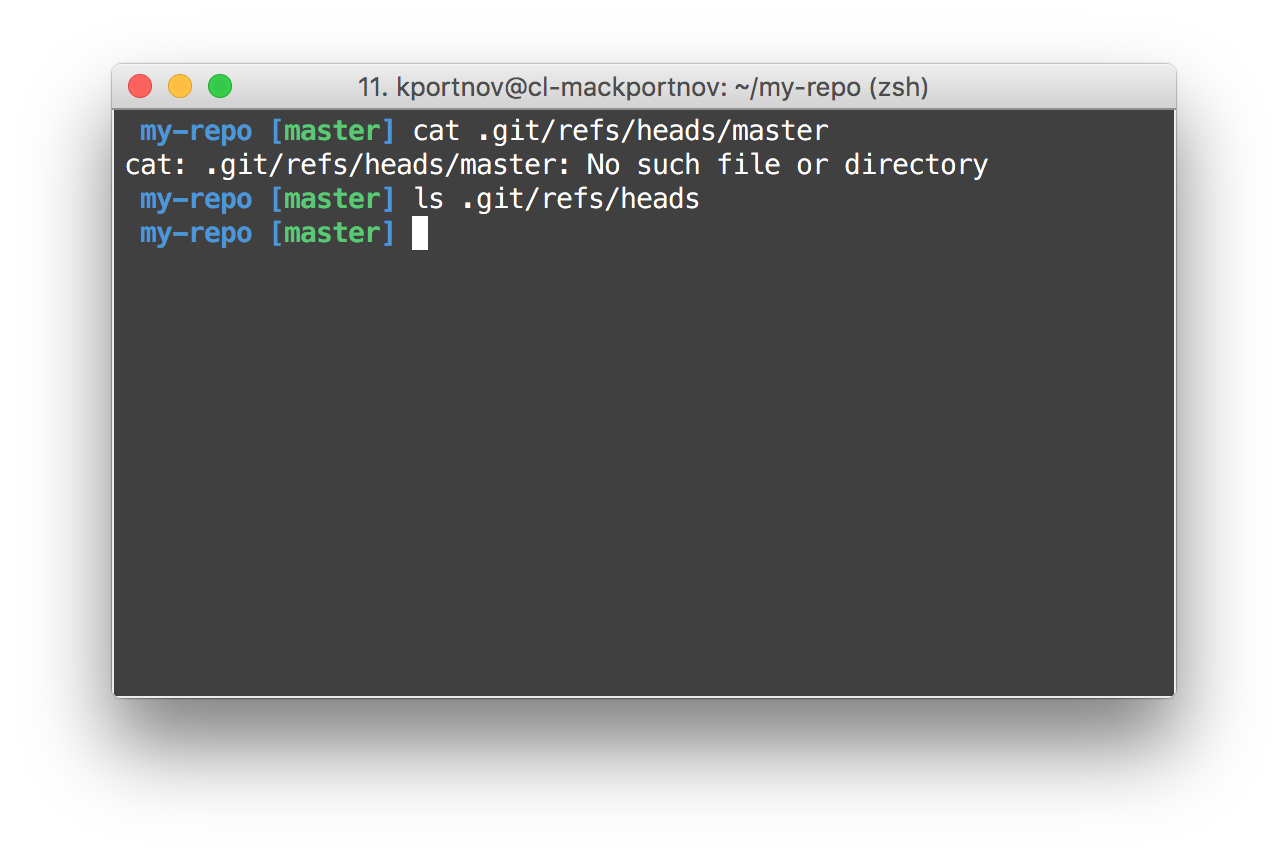 11. kportnov@cl-mackportnov: ~/my-repo (zsh)
my-repo [master] cat .git/refs/heads/master
cat: .git/refs/heads/master: No such file or directory
my-repo [master] ls .git/refs/heads
my-repo [master]